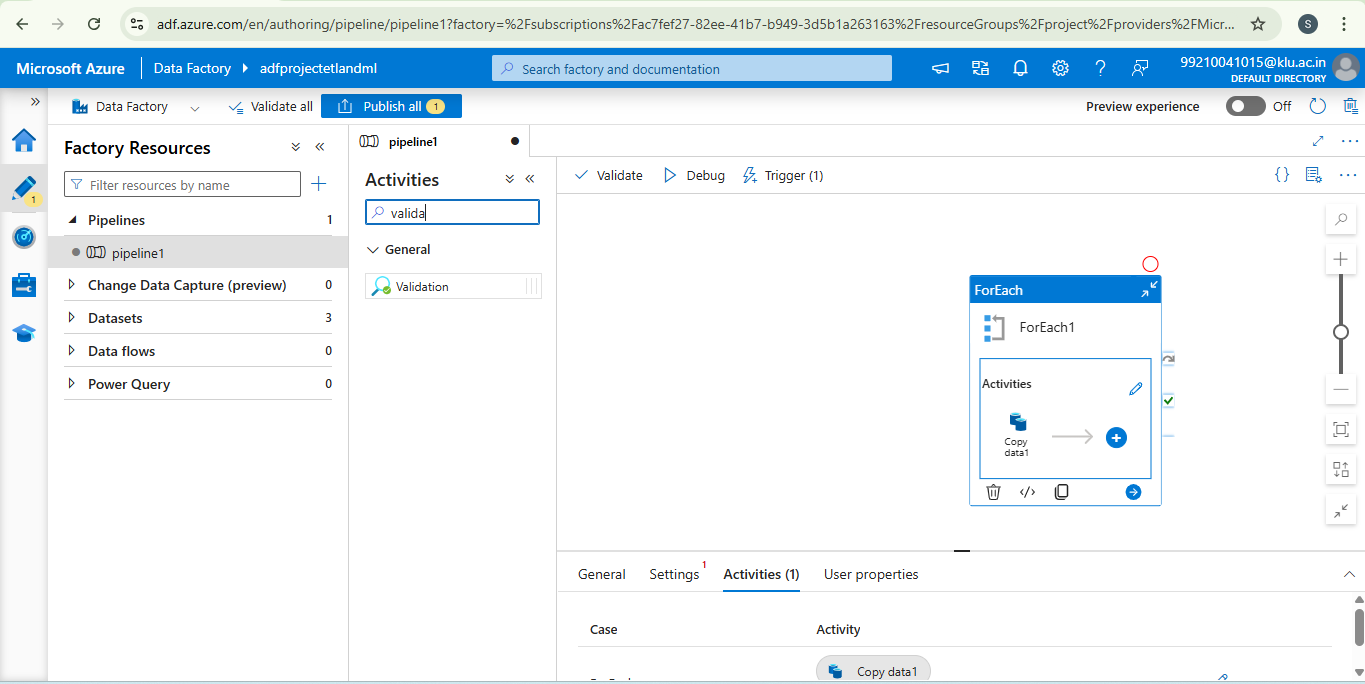 adf.azure.com/en/authoring/pipeline/pipeline1?factory=%2Fsubscriptions%2Fac7fef27-82ee-41b7-b949-3d5b1a263163%2FresourceGroups%2Fproject%2Fproviders%2FMicr...
S
Microsoft Azure
Data Factory
adfprojectetlandml
Search factory and documentation
99210041015@klu.ac.in
DEFAULT DIRECTORY
Data Factory
Validate all
Publish all
1
Preview experience
Off
Factory Resources
Filter resources by name
1
Pipelines
1
pipeline1
Change Data Capture (preview)
0
Datasets
3
Data flows
0
Power Query
0
pipeline1
Activities
valida
General
Validation
Validate
Debug
Trigger (1)
{}
ForEach
ForEach1
Activities
Copy
data1
</>
General
Settings
1
Activities (1)
User properties
Case
Activity
Copy data1